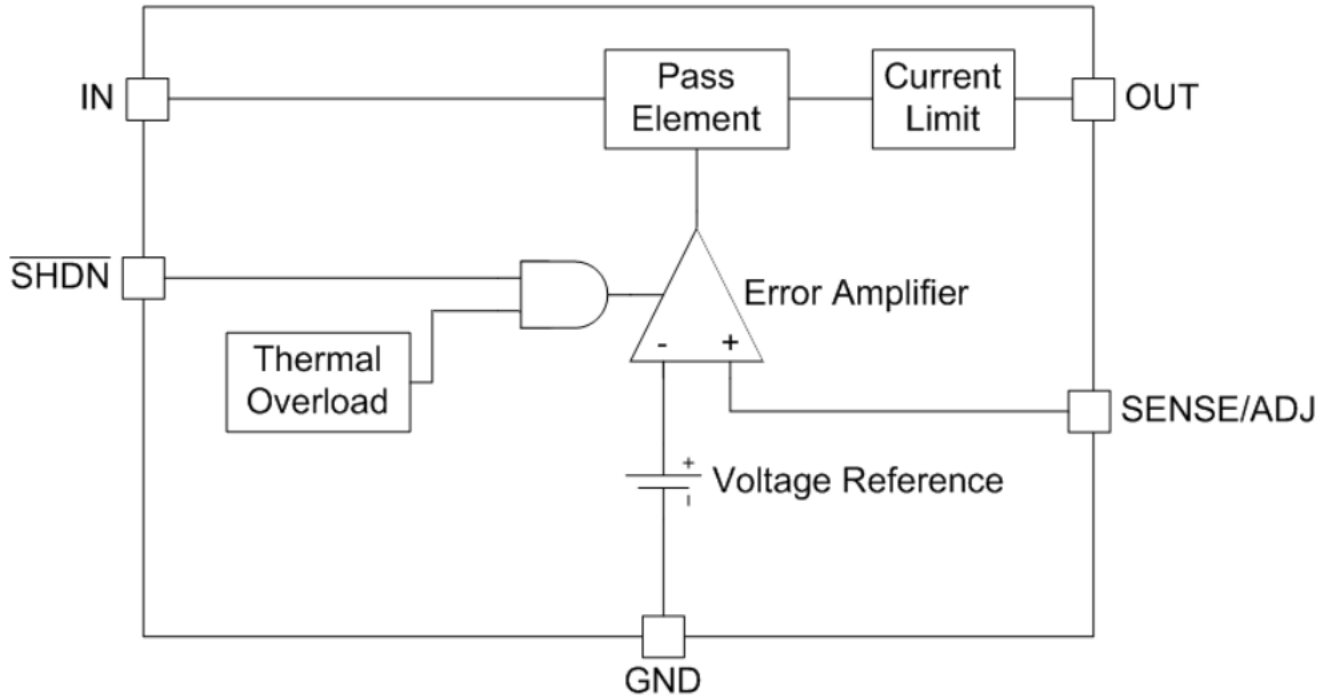 IN
Pass
Element
Current
Limit
OUT
SHDN
Error Amplifier
- +
Thermal
Overload
SENSE/ADJ
+
Voltage Reference
-
GND